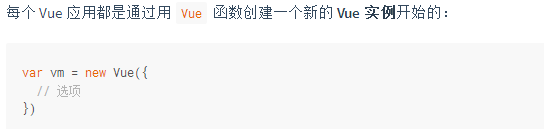 每个 Vue 应用都是通过用 Vue 函数创建一个新的 Vue 实例开始的：
var vm = new Vue({
  // 选项
})